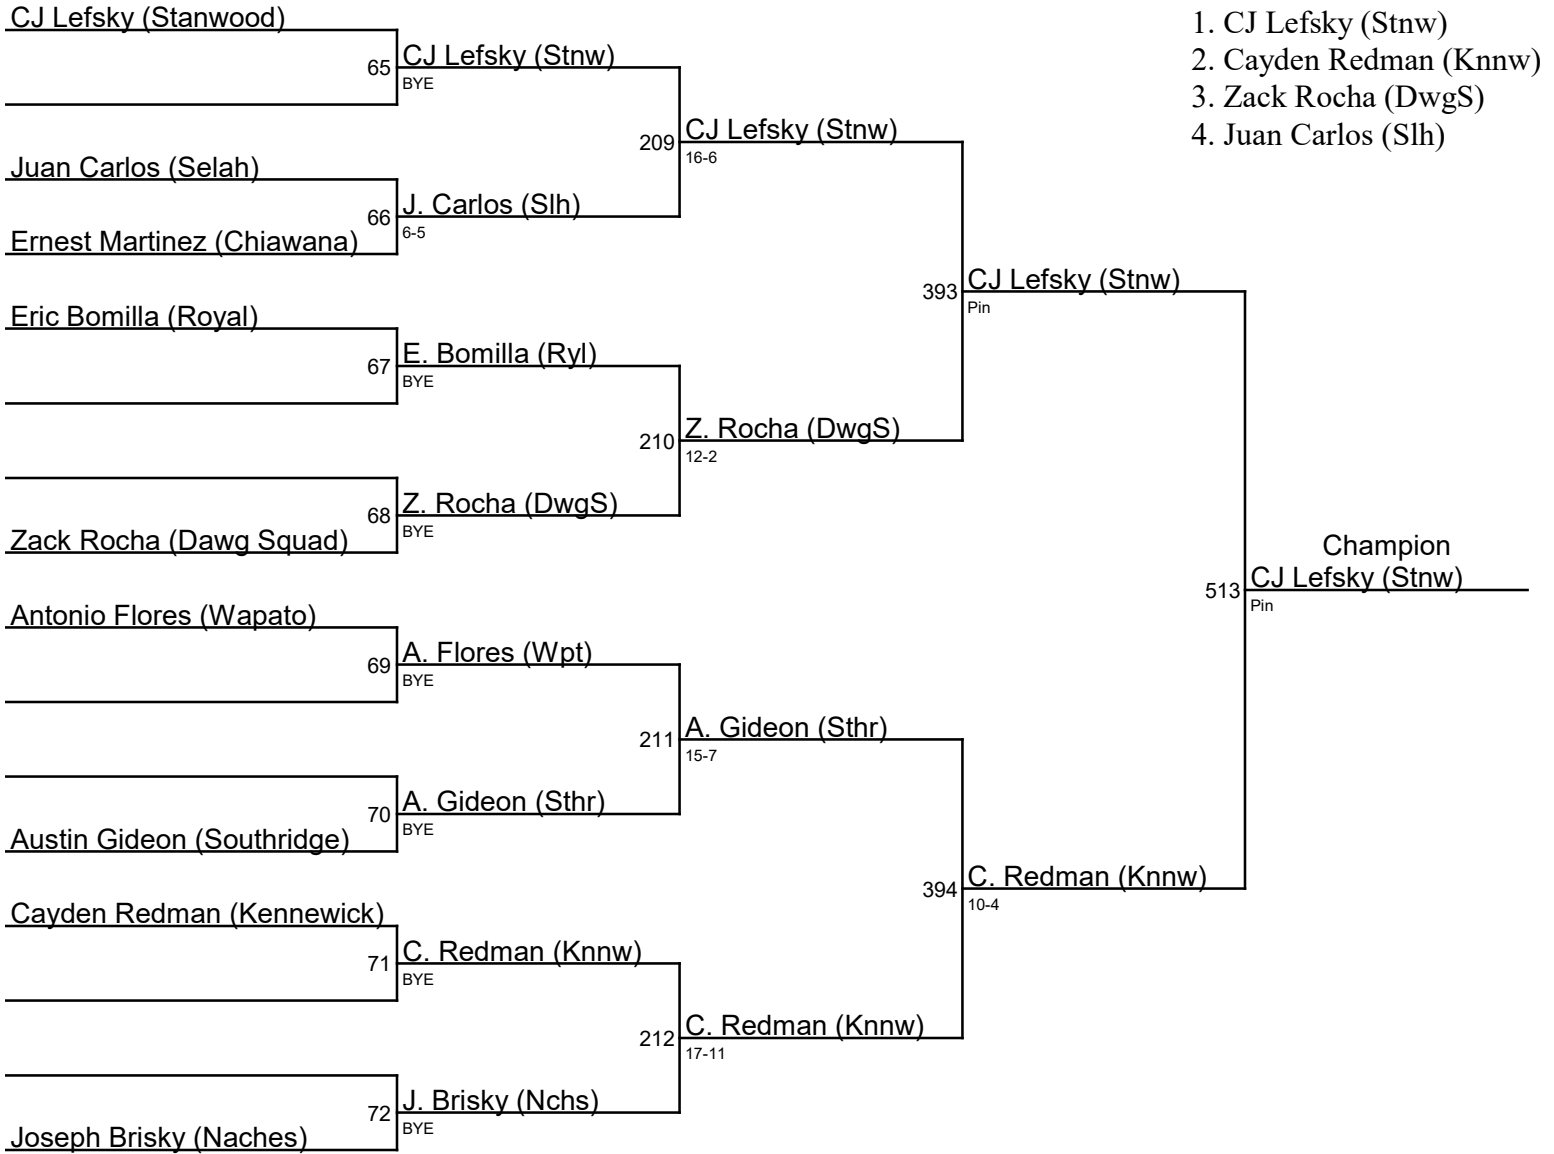 CJ Lefsky (Stanwood)
65
CJ Lefsky (Stnw)
BYE
Juan Carlos (Selah)
66
J. Carlos (Slh)
6-5
Ernest Martinez (Chiawana)
209
CJ Lefsky (Stnw)
16-6
Eric Bomilla (Royal)
67
E. Bomilla (Ryl)
BYE
68
Z. Rocha (DwgS)
BYE
Zack Rocha (Dawg Squad)
210
Z. Rocha (DwgS)
12-2
393
CJ Lefsky (Stnw)
Pin
Antonio Flores (Wapato)
69
A. Flores (Wpt)
BYE
70
A. Gideon (Sthr)
BYE
Austin Gideon (Southridge)
211
A. Gideon (Sthr)
15-7
Cayden Redman (Kennewick)
71
C. Redman (Knnw)
BYE
72
J. Brisky (Nchs)
BYE
Joseph Brisky (Naches)
212
C. Redman (Knnw)
17-11
394
C. Redman (Knnw)
10-4
Champion
513
CJ Lefsky (Stnw)
Pin
1. CJ Lefsky (Stnw)
2. Cayden Redman (Knnw)
3. Zack Rocha (DwgS)
4. Juan Carlos (Slh)